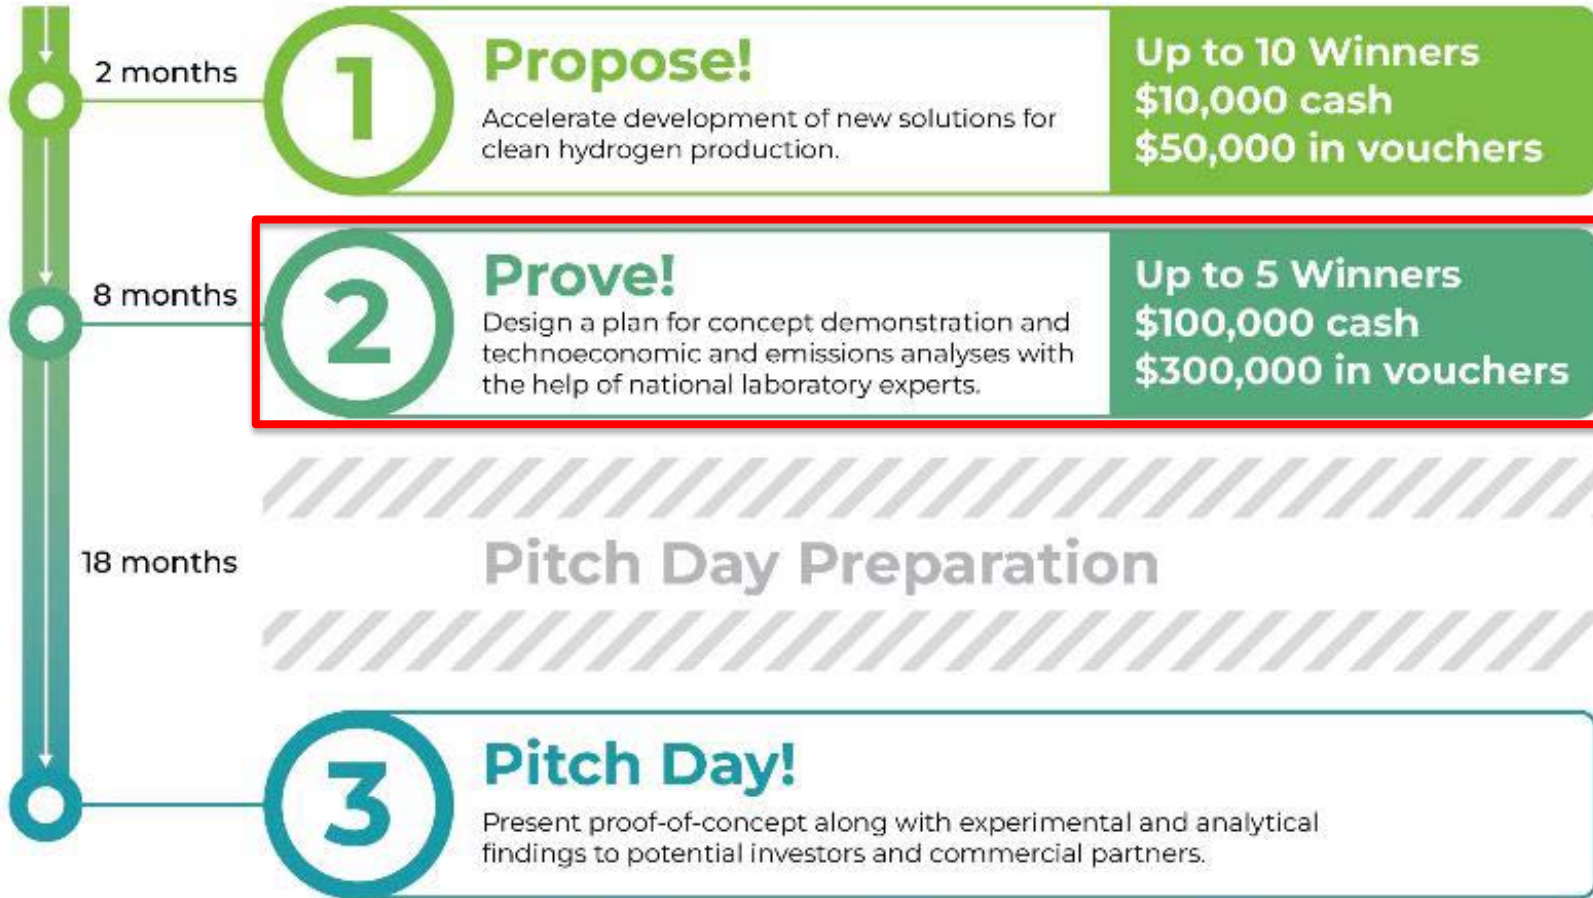 2 months
1
Propose!
Accelerate development of new solutions for
clean hydrogen production.
Up to 10 Winners
$10,000 cash
$50,000 in vouchers
8 months
2
Prove!
Design a plan for concept demonstration and
technoeconomic and emissions analyses with
the help of national laboratory experts.
Up to 5 Winners
$100,000 cash
$300,000 in vouchers
18 months
Pitch Day Preparation
3
Pitch Day!
Present proof-of-concept along with experimental and analytical
findings to potential investors and commercial partners.